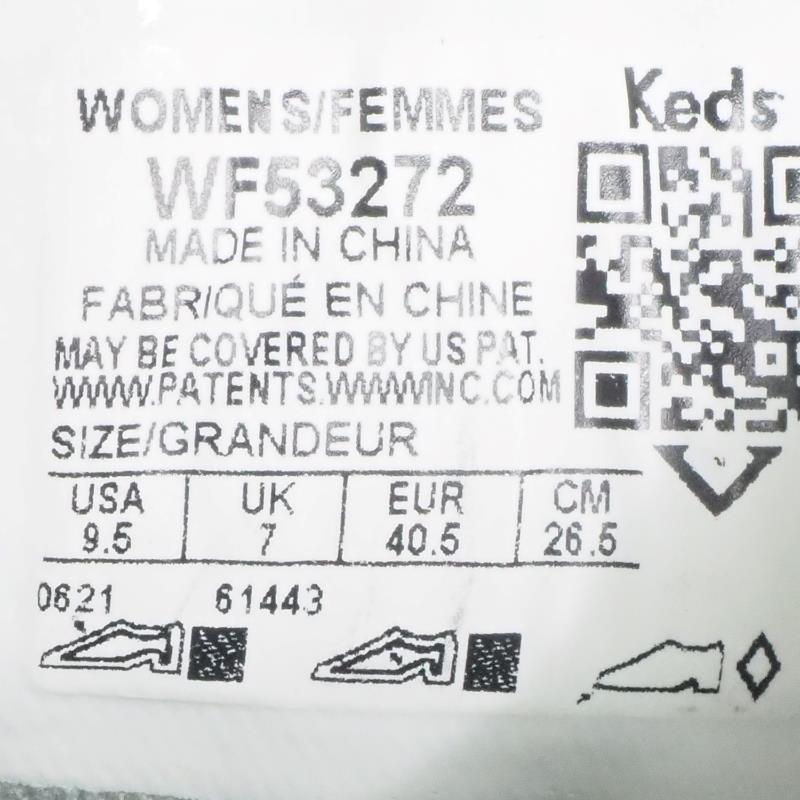 WOMENS/FEMMES
Keds
WF53272
MADE IN CHINA
FABRIQUÉ EN CHINE
MAY BE COVERED BY US PAT.
WWW.PATENTS.WWWINC.COM
SIZE/GRANDEUR
USA UK EUR CM
9.5 7 40.5 26.5
0621 61443